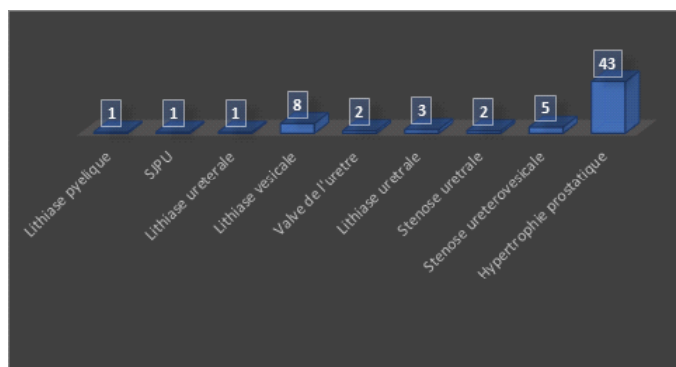 1
1
1
8
2
3
2
5
43
Lithiase pyelique
SJPU
Lithiase ureterale
Lithiase vesicale
Valve de l'uretre
Lithiase uretrale
Stenose uretrale
Stenose ureterovesicale
Hypertrophie prostatique